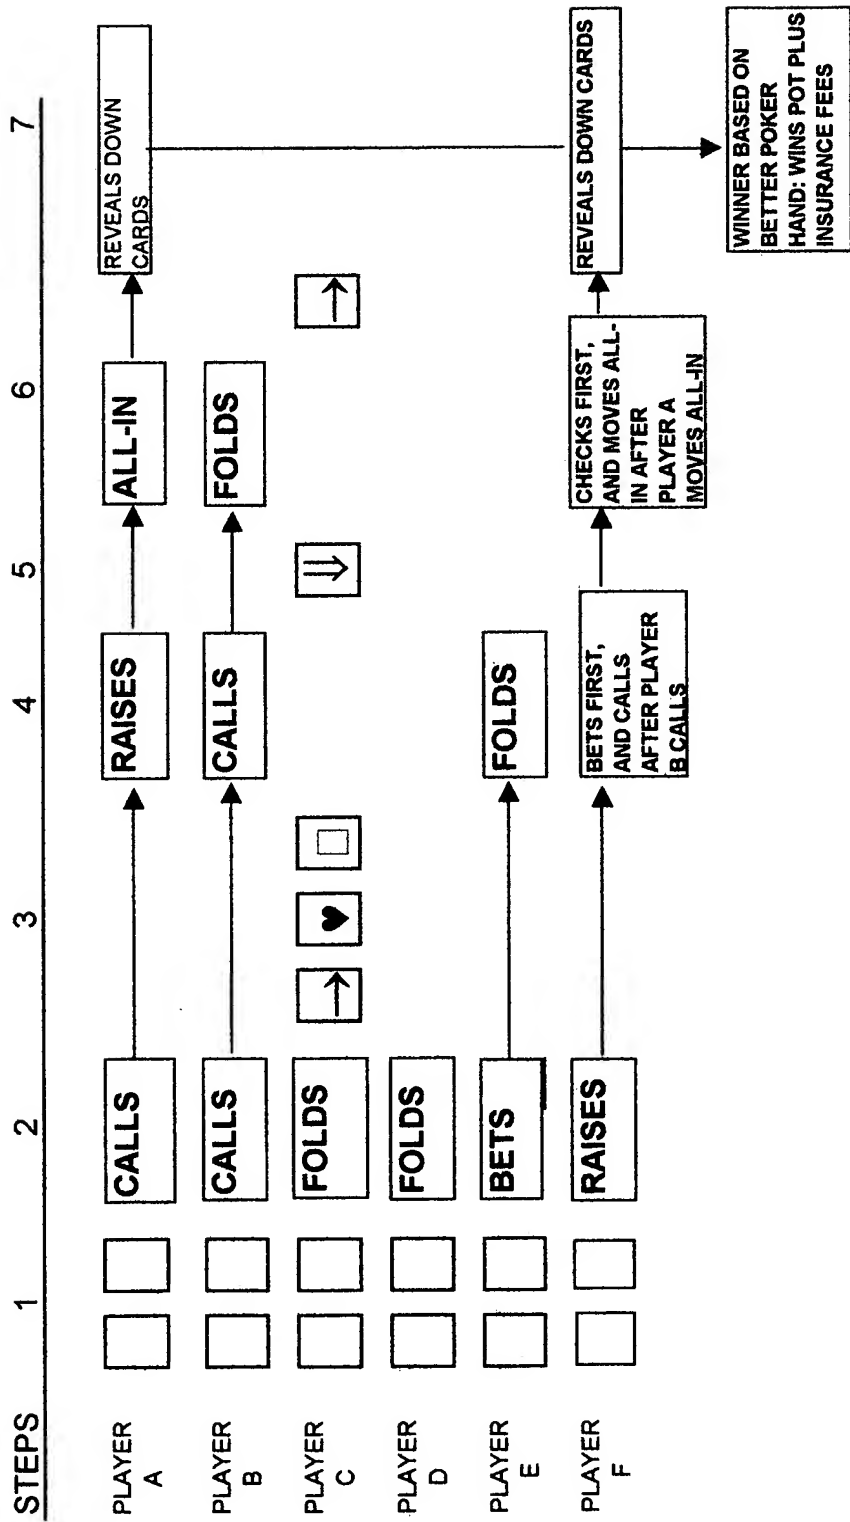 STEPS 1 2 3 4 5 6 7
PLAYER
A
CALLS
RAISES
ALL-IN
REVEALS DOWN
CARDS
PLAYER
B
CALLS
CALLS
FOLDS
PLAYER
C
FOLDS
PLAYER
D
FOLDS
PLAYER
E
BETS
FOLDS
PLAYER
F
RAISES
BETS FIRST,
AND CALLS
AFTER PLAYER
B CALLS
CHECKS FIRST,
AND MOVES ALL-
IN AFTER
PLAYER A
MOVES ALL-IN
REVEALS DOWN CARDS
WINNER BASED ON
BETTER POKER
HAND: WINS POT PLUS
INSURANCE FEES